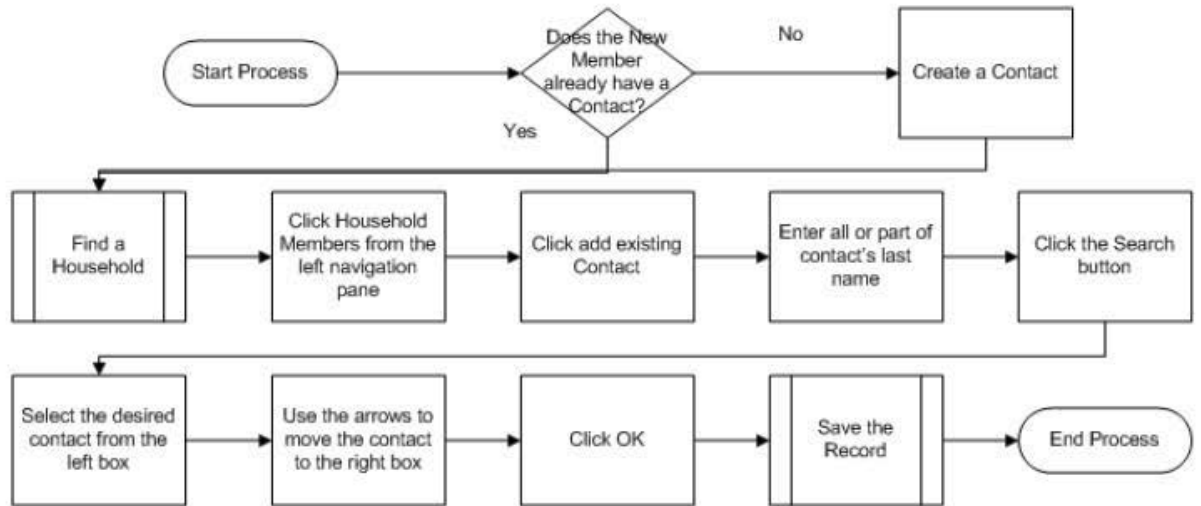 Start Process
Does the New
Member
already have a
Contact?
No
Create a Contact
Yes
Find a
Household
Click Household
Members from the
left navigation
pane
Click add existing
Contact
Enter all or part of
contact's last
name
Click the Search
button
Select the desired
contact from the
left box
Use the arrows to
move the contact
to the right box
Click OK
Save the
Record
End Process